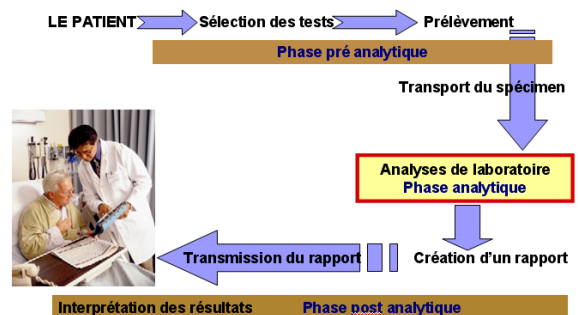 LE PATIENT Sélection des tests Prélèvement
Phase pré analytique
Transport du spécimen
Analyses de laboratoire
Phase analytique
Transmission du rapport Création d'un rapport
Interprétation des résultats Phase post analytique